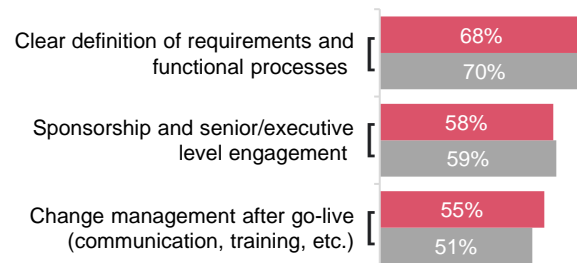 Clear definition of requirements and
functional processes
68%
70%
Sponsorship and senior/executive
level engagement
58%
59%
Change management after go-live
(communication, training, etc.)
55%
51%